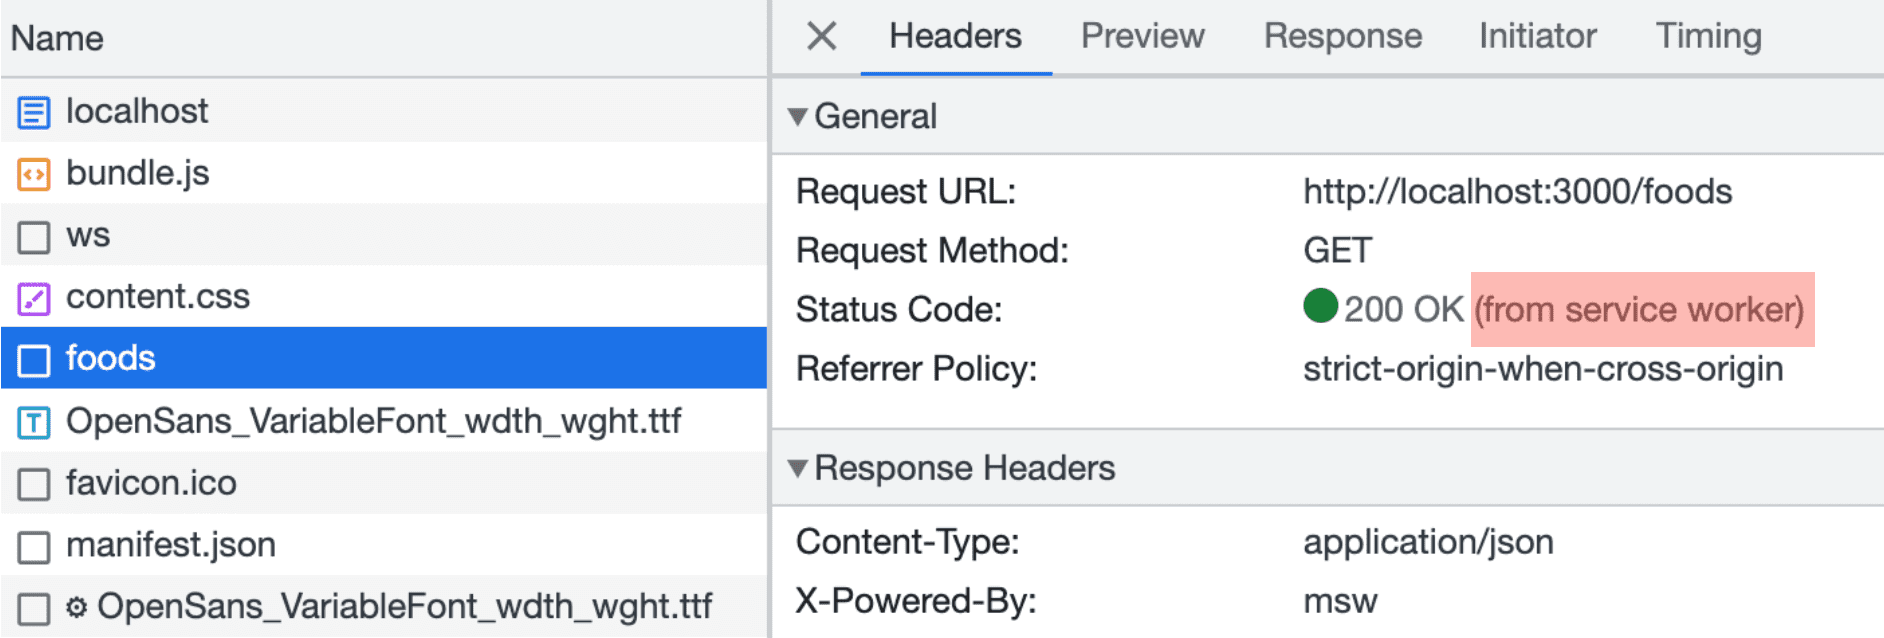 Name
localhost
bundle.js
ws
content.css
foods
OpenSans_VariableFont_wdth_wght.ttf
favicon.ico
manifest.json
OpenSans_VariableFont_wdth_wght.ttf
Headers Preview Response Initiator Timing
General
Request URL: http://localhost:3000/foods
Request Method: GET
Status Code: 200 OK (from service worker)
Referrer Policy: strict-origin-when-cross-origin
Response Headers
Content-Type: application/json
X-Powered-By: msw